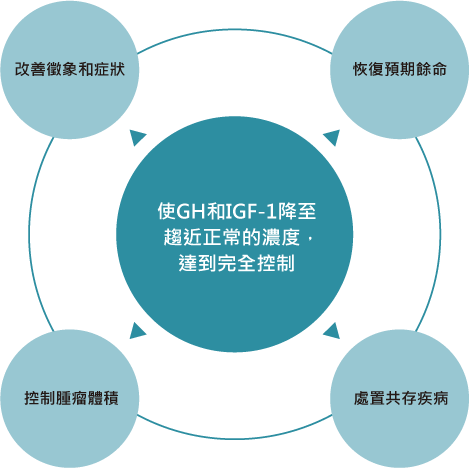 改善徵象和症狀
恢復預期餘命
使GH和IGF-1降至
趨近正常的濃度，
達到完全控制
控制腫瘤體積
處置共存疾病